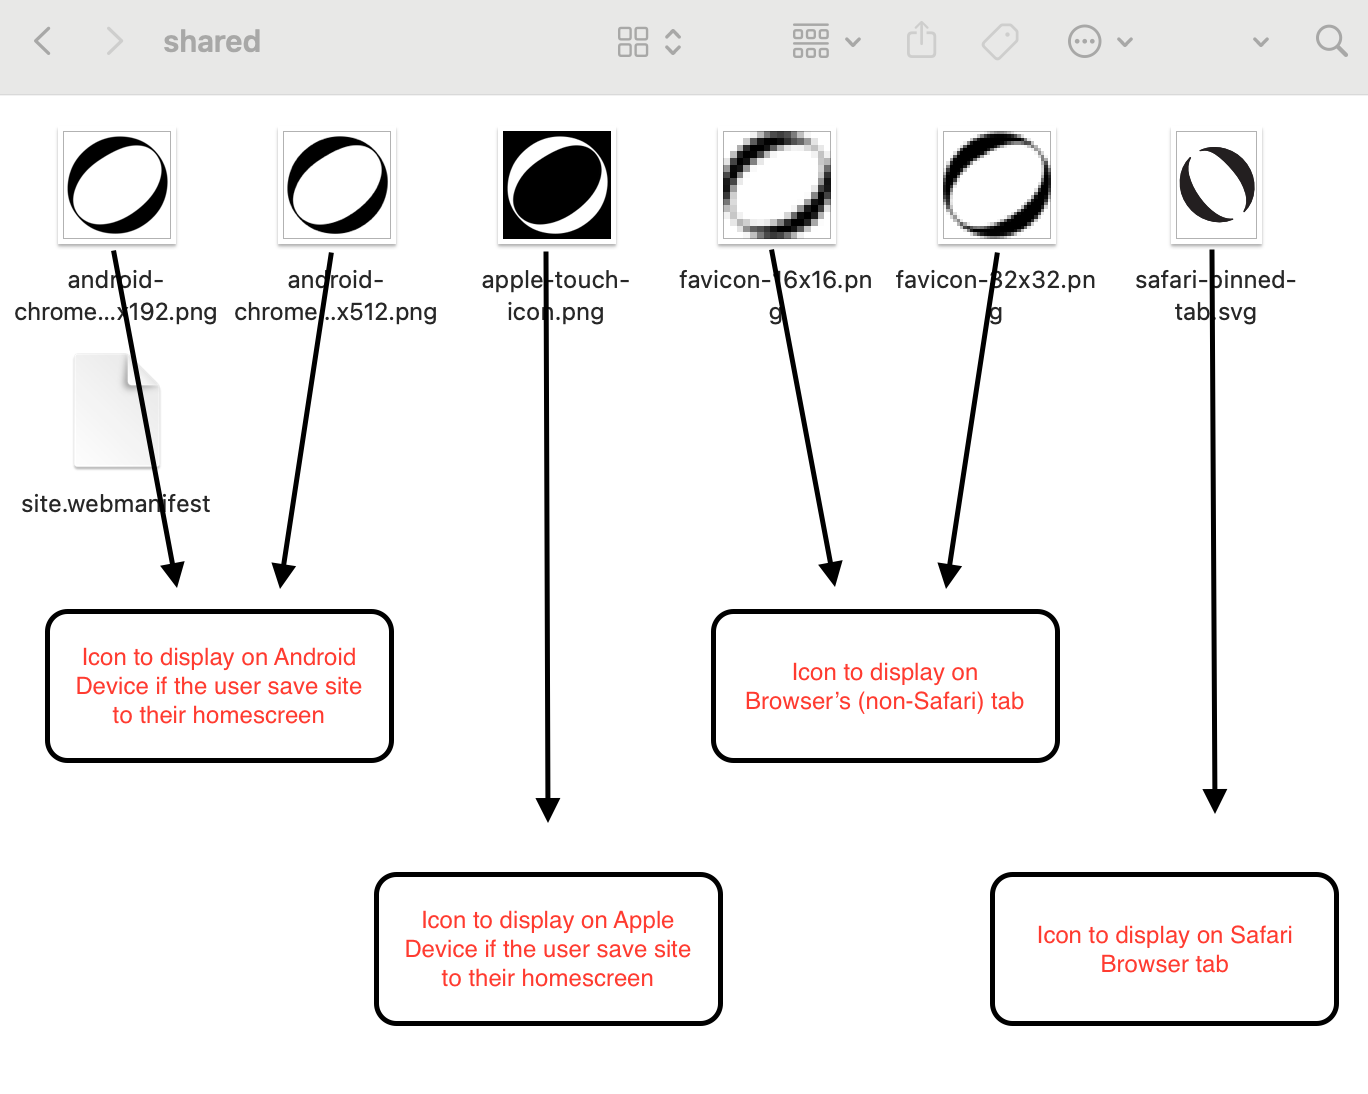 shared
android-
chrome...x192.png
android-
chrome...x512.png
apple-touch-
icon.png
favicon-16x16.pn
g
favicon-32x32.pn
g
safari-pinned-
tab.svg
site.webmanifest
Icon to display on Android
Device if the user save site
to their homescreen
Icon to display on
Browser’s (non-Safari) tab
Icon to display on Apple
Device if the user save site
to their homescreen
Icon to display on Safari
Browser tab